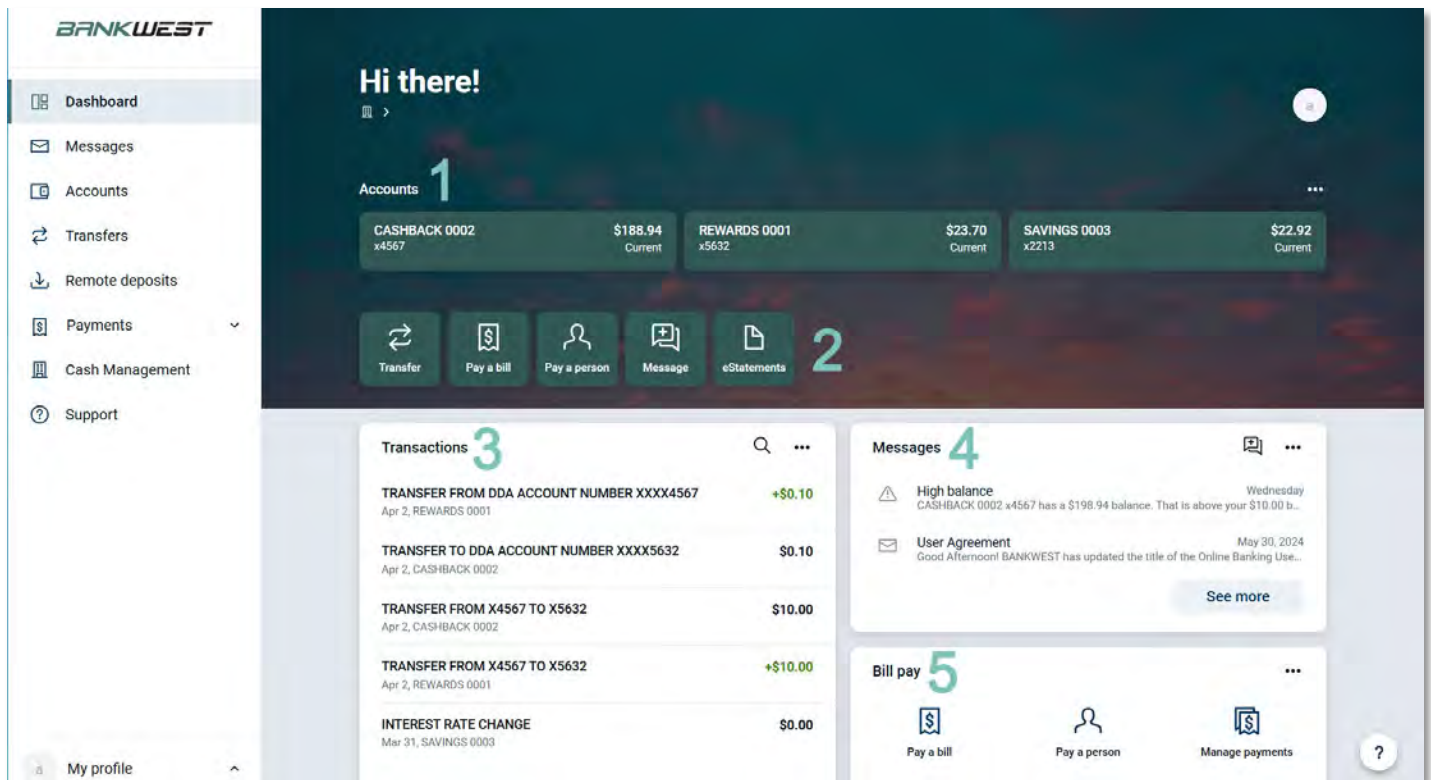 BANKWEST
Dashboard
Messages
Accounts
Transfers
Remote deposits
Payments
Cash Management
Support
a
My profile
Hi there!
a
Accounts
1
CASHBACK 0002
$188.94
x4567
Current
REWARDS 0001
$23.70
x5632
Current
SAVINGS 0003
$22.92
x2213
Current
Transfer
Pay a bill
Pay a person
Message
eStatements
2
Transactions
3
TRANSFER FROM DDA ACCOUNT NUMBER XXXX4567
+$0.10
Apr 2, REWARDS 0001
TRANSFER TO DDA ACCOUNT NUMBER XXXX5632
$0.10
Apr 2, CASHBACK 0002
TRANSFER FROM X4567 TO X5632
$10.00
Apr 2, CASHBACK 0002
TRANSFER FROM X4567 TO X5632
+$10.00
Apr 2, REWARDS 0001
INTEREST RATE CHANGE
$0.00
Mar 31, SAVINGS 0003
Messages
4
High balance
Wednesday
CASHBACK 0002 x4567 has a $198.94 balance. That is above your $10.00 b...
User Agreement
May 30, 2024
Good Afternoon! BANKWEST has updated the title of the Online Banking Use...
See more
Bill pay
5
Pay a bill
Pay a person
Manage payments
?